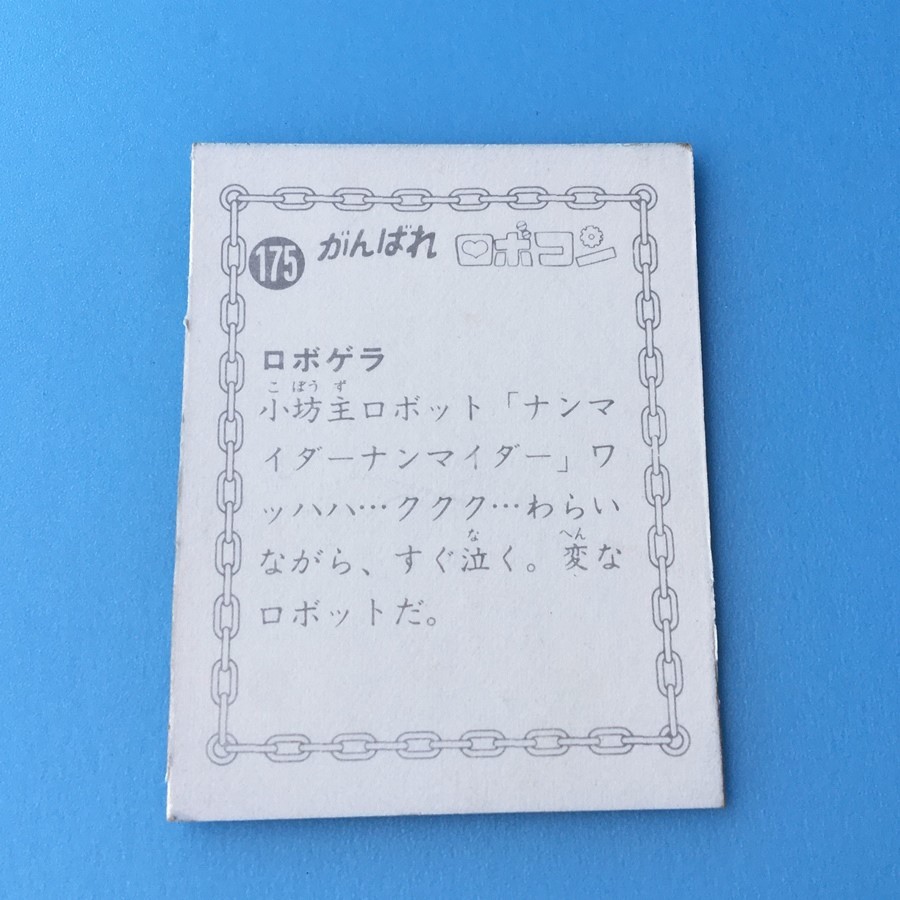 175 がんばれ ロボコン
ロボゲラ
こぼうず
小坊主ロボット「ナンマ
イダーナンマイダー」ワ
ッハハ…ククク…わらい
な へん
ながら、すぐ泣く。変な
ロボットだ。